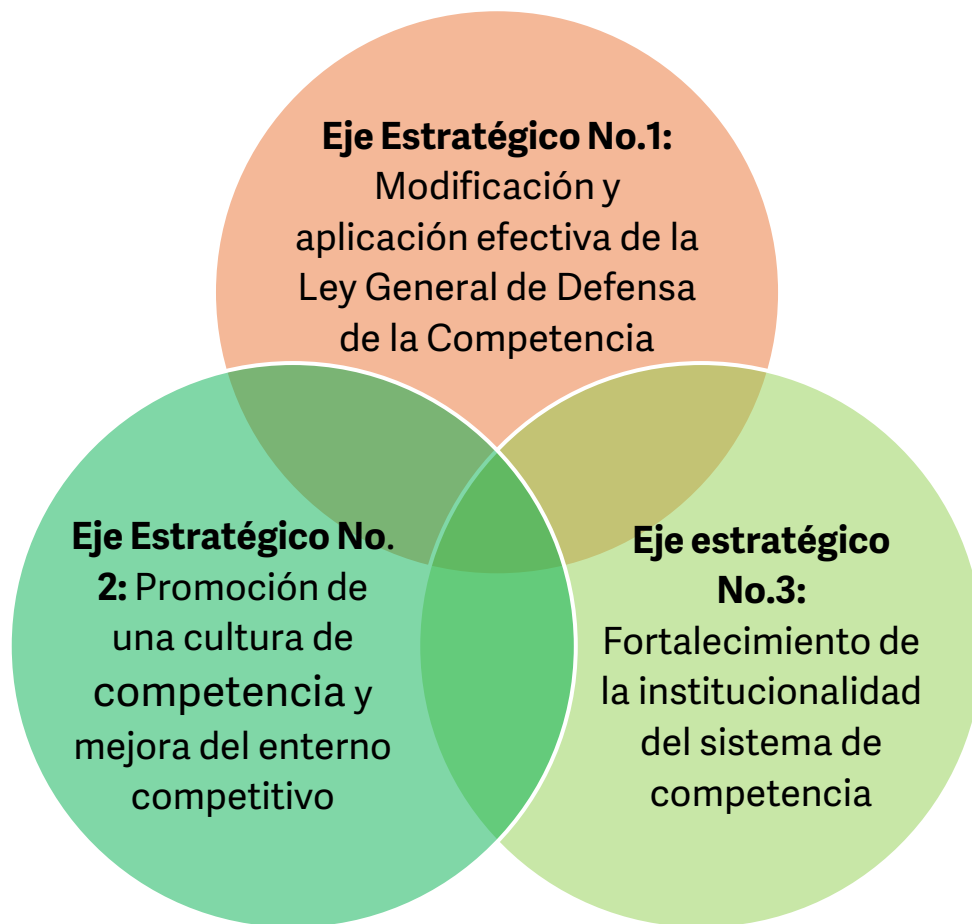 Eje Estratégico No.1:
Modificación y
aplicación efectiva de la
Ley General de Defensa
de la Competencia
Eje Estratégico No.
2: Promoción de
una cultura de
competencia y
mejora del enterno
competitivo
Eje estratégico
No.3:
Fortalecimiento de
la institucionalidad
del sistema de
competencia